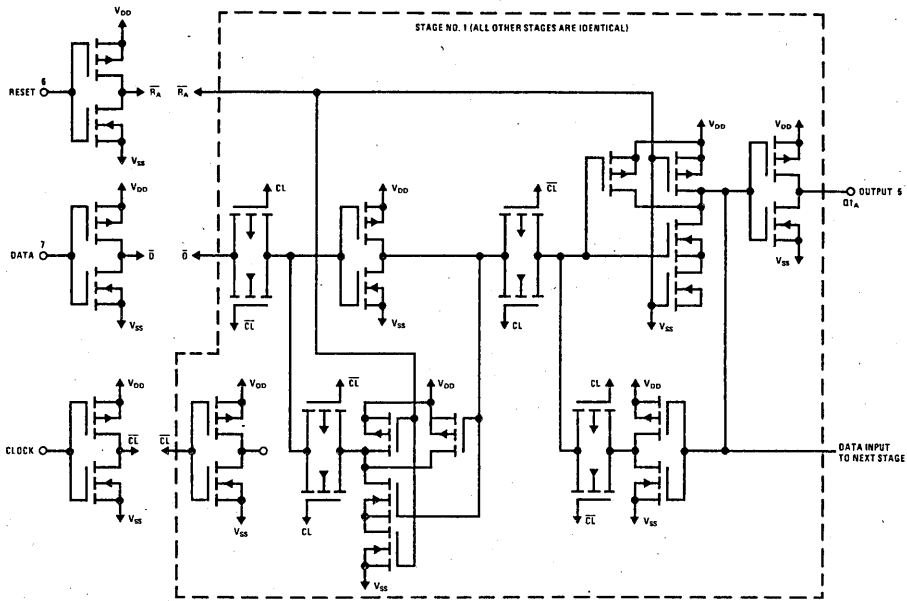 STAGE NO. 1 (ALL OTHER STAGES ARE IDENTICAL)
VDD
VDD
VDD
6
RESET
R̅A̅
R̅A̅
VSS
OUTPUT 5
Q1A
VSS
VDD
CL
VDD
C̅L̅
7
DATA
D̅
D̅
VSS
C̅L̅
VSS
CL
VSS
VDD
VDD
C̅L̅
VDD
CL
VDD
CLOCK
C̅L̅
C̅L̅
DATA INPUT
TO NEXT STAGE
VSS
VSS
CL
C̅L̅
VSS
VSS